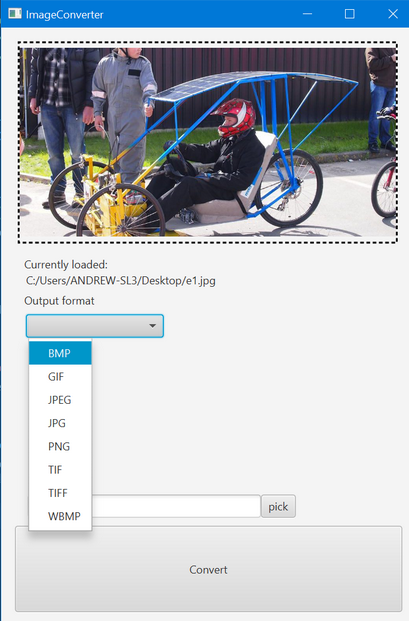 ImageConverter
Currently loaded:
C:/Users/ANDREW-SL3/Desktop/e1.jpg
Output format
BMP
GIF
JPEG
JPG
PNG
TIF
TIFF
WBMP
pick
Convert